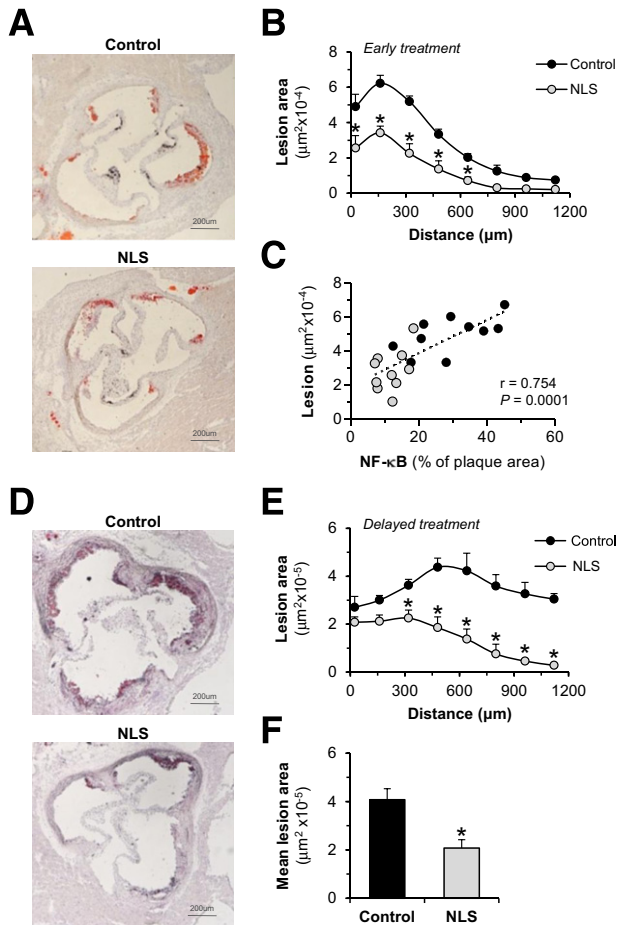 A
Control
200um
NLS
200um
B
Early treatment
Control
NLS
Lesion area
(μm²x10⁻⁴)
8
6
4
2
0
* * * * *
0 300 600 900 1200
Distance (μm)
C
Lesion (μm²x10⁻⁴)
8
6
4
2
0
r = 0.754
P = 0.0001
0 20 40 60
NF-κB (% of plaque area)
D
Control
200um
NLS
200um
E
Delayed treatment
Control
NLS
Lesion area
(μm²x10⁻⁵)
6
4
2
0
* * * * * *
0 300 600 900 1200
Distance (μm)
F
Mean lesion area
(μm² x10⁻⁵)
6
4
2
0
*
Control NLS